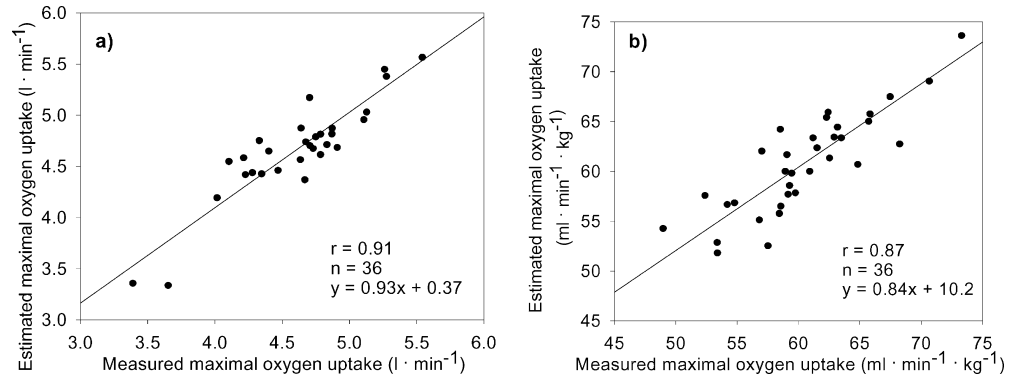 a)
Estimated maximal oxygen uptake (l · min⁻¹)
6.0
5.5
5.0
4.5
4.0
3.5
3.0
r = 0.91
n = 36
y = 0.93x + 0.37
3.0 3.5 4.0 4.5 5.0 5.5 6.0
Measured maximal oxygen uptake (l · min⁻¹)
b)
Estimated maximal oxygen uptake
(ml · min⁻¹ · kg⁻¹)
75
70
65
60
55
50
45
r = 0.87
n = 36
y = 0.84x + 10.2
45 50 55 60 65 70 75
Measured maximal oxygen uptake (ml · min⁻¹ · kg⁻¹)